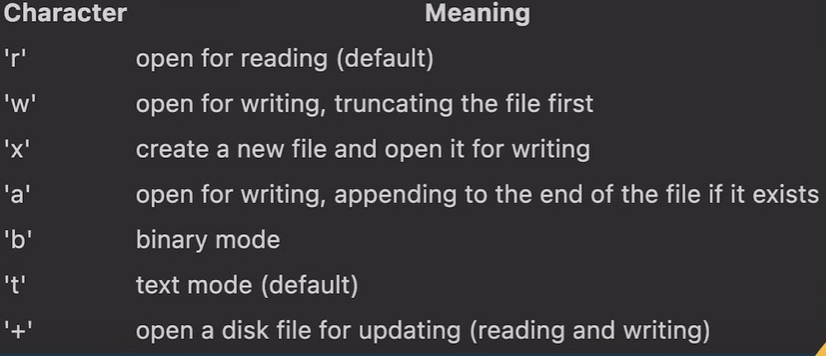 Character Meaning
'r' open for reading (default)
'w' open for writing, truncating the file first
'x' create a new file and open it for writing
'a' open for writing, appending to the end of the file if it exists
'b' binary mode
't' text mode (default)
'+' open a disk file for updating (reading and writing)